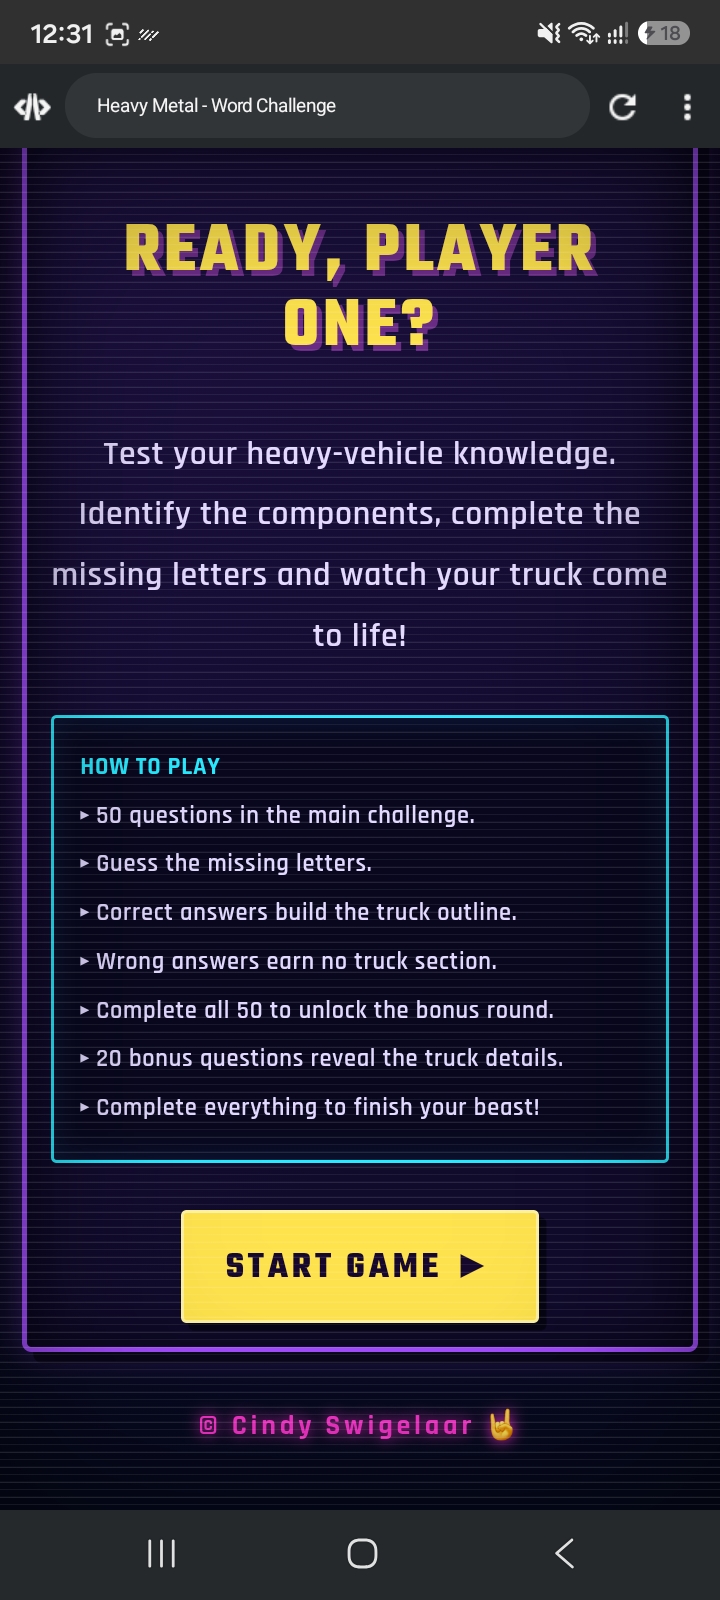 12:31
18
Heavy Metal - Word Challenge
READY, PLAYER
ONE?
Test your heavy-vehicle knowledge.
Identify the components, complete the
missing letters and watch your truck come
to life!
HOW TO PLAY
▸ 50 questions in the main challenge.
▸ Guess the missing letters.
▸ Correct answers build the truck outline.
▸ Wrong answers earn no truck section.
▸ Complete all 50 to unlock the bonus round.
▸ 20 bonus questions reveal the truck details.
▸ Complete everything to finish your beast!
START GAME ▶
© Cindy Swigelaar 🤘